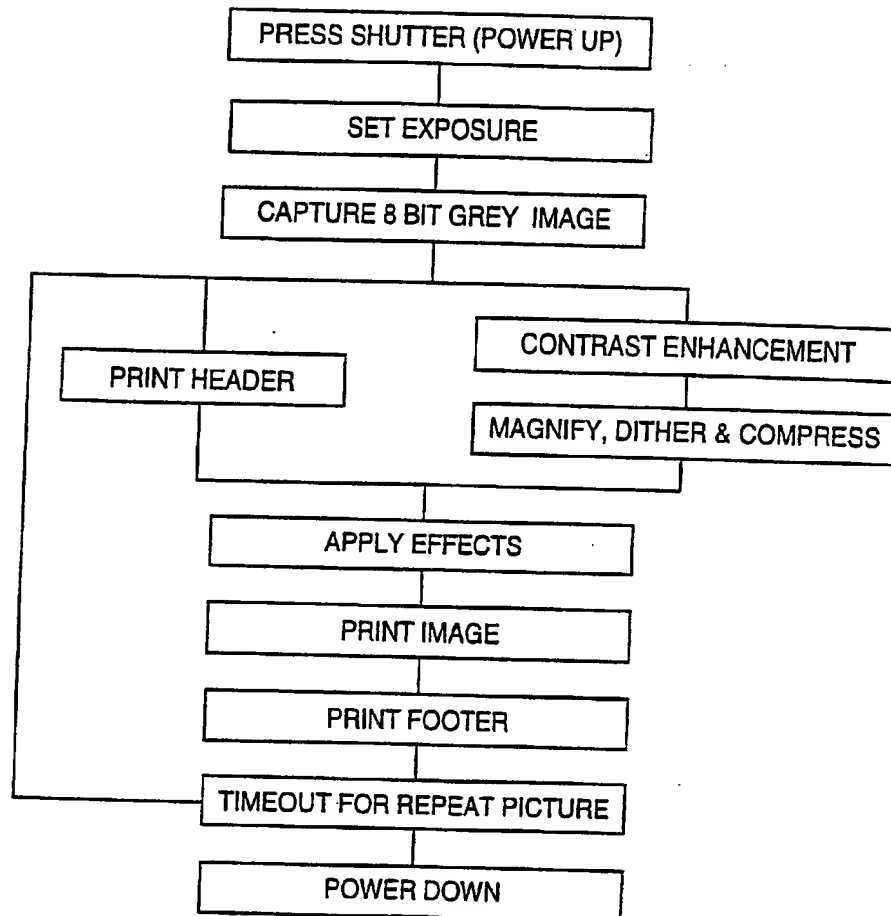 PRESS SHUTTER (POWER UP)
SET EXPOSURE
CAPTURE 8 BIT GREY IMAGE
PRINT HEADER
CONTRAST ENHANCEMENT
MAGNIFY, DITHER & COMPRESS
APPLY EFFECTS
PRINT IMAGE
PRINT FOOTER
TIMEOUT FOR REPEAT PICTURE
POWER DOWN